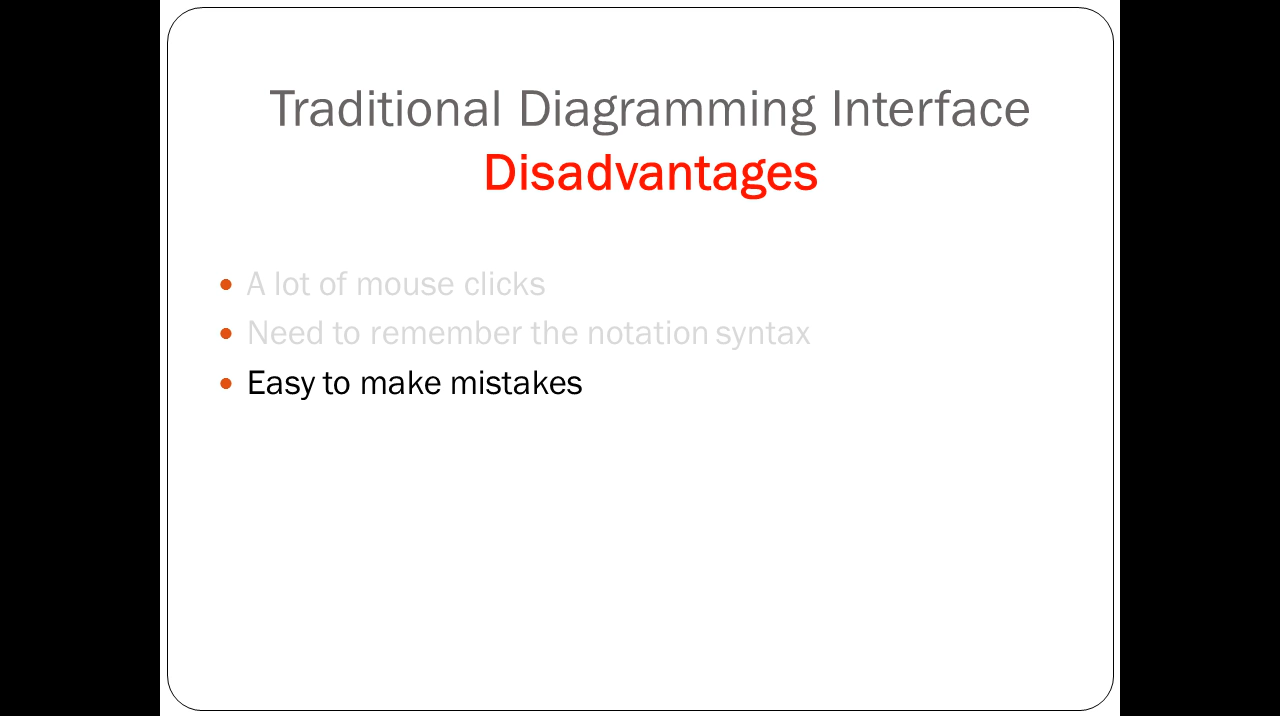 Traditional Diagramming Interface
Disadvantages
A lot of mouse clicks
Need to remember the notation syntax
Easy to make mistakes